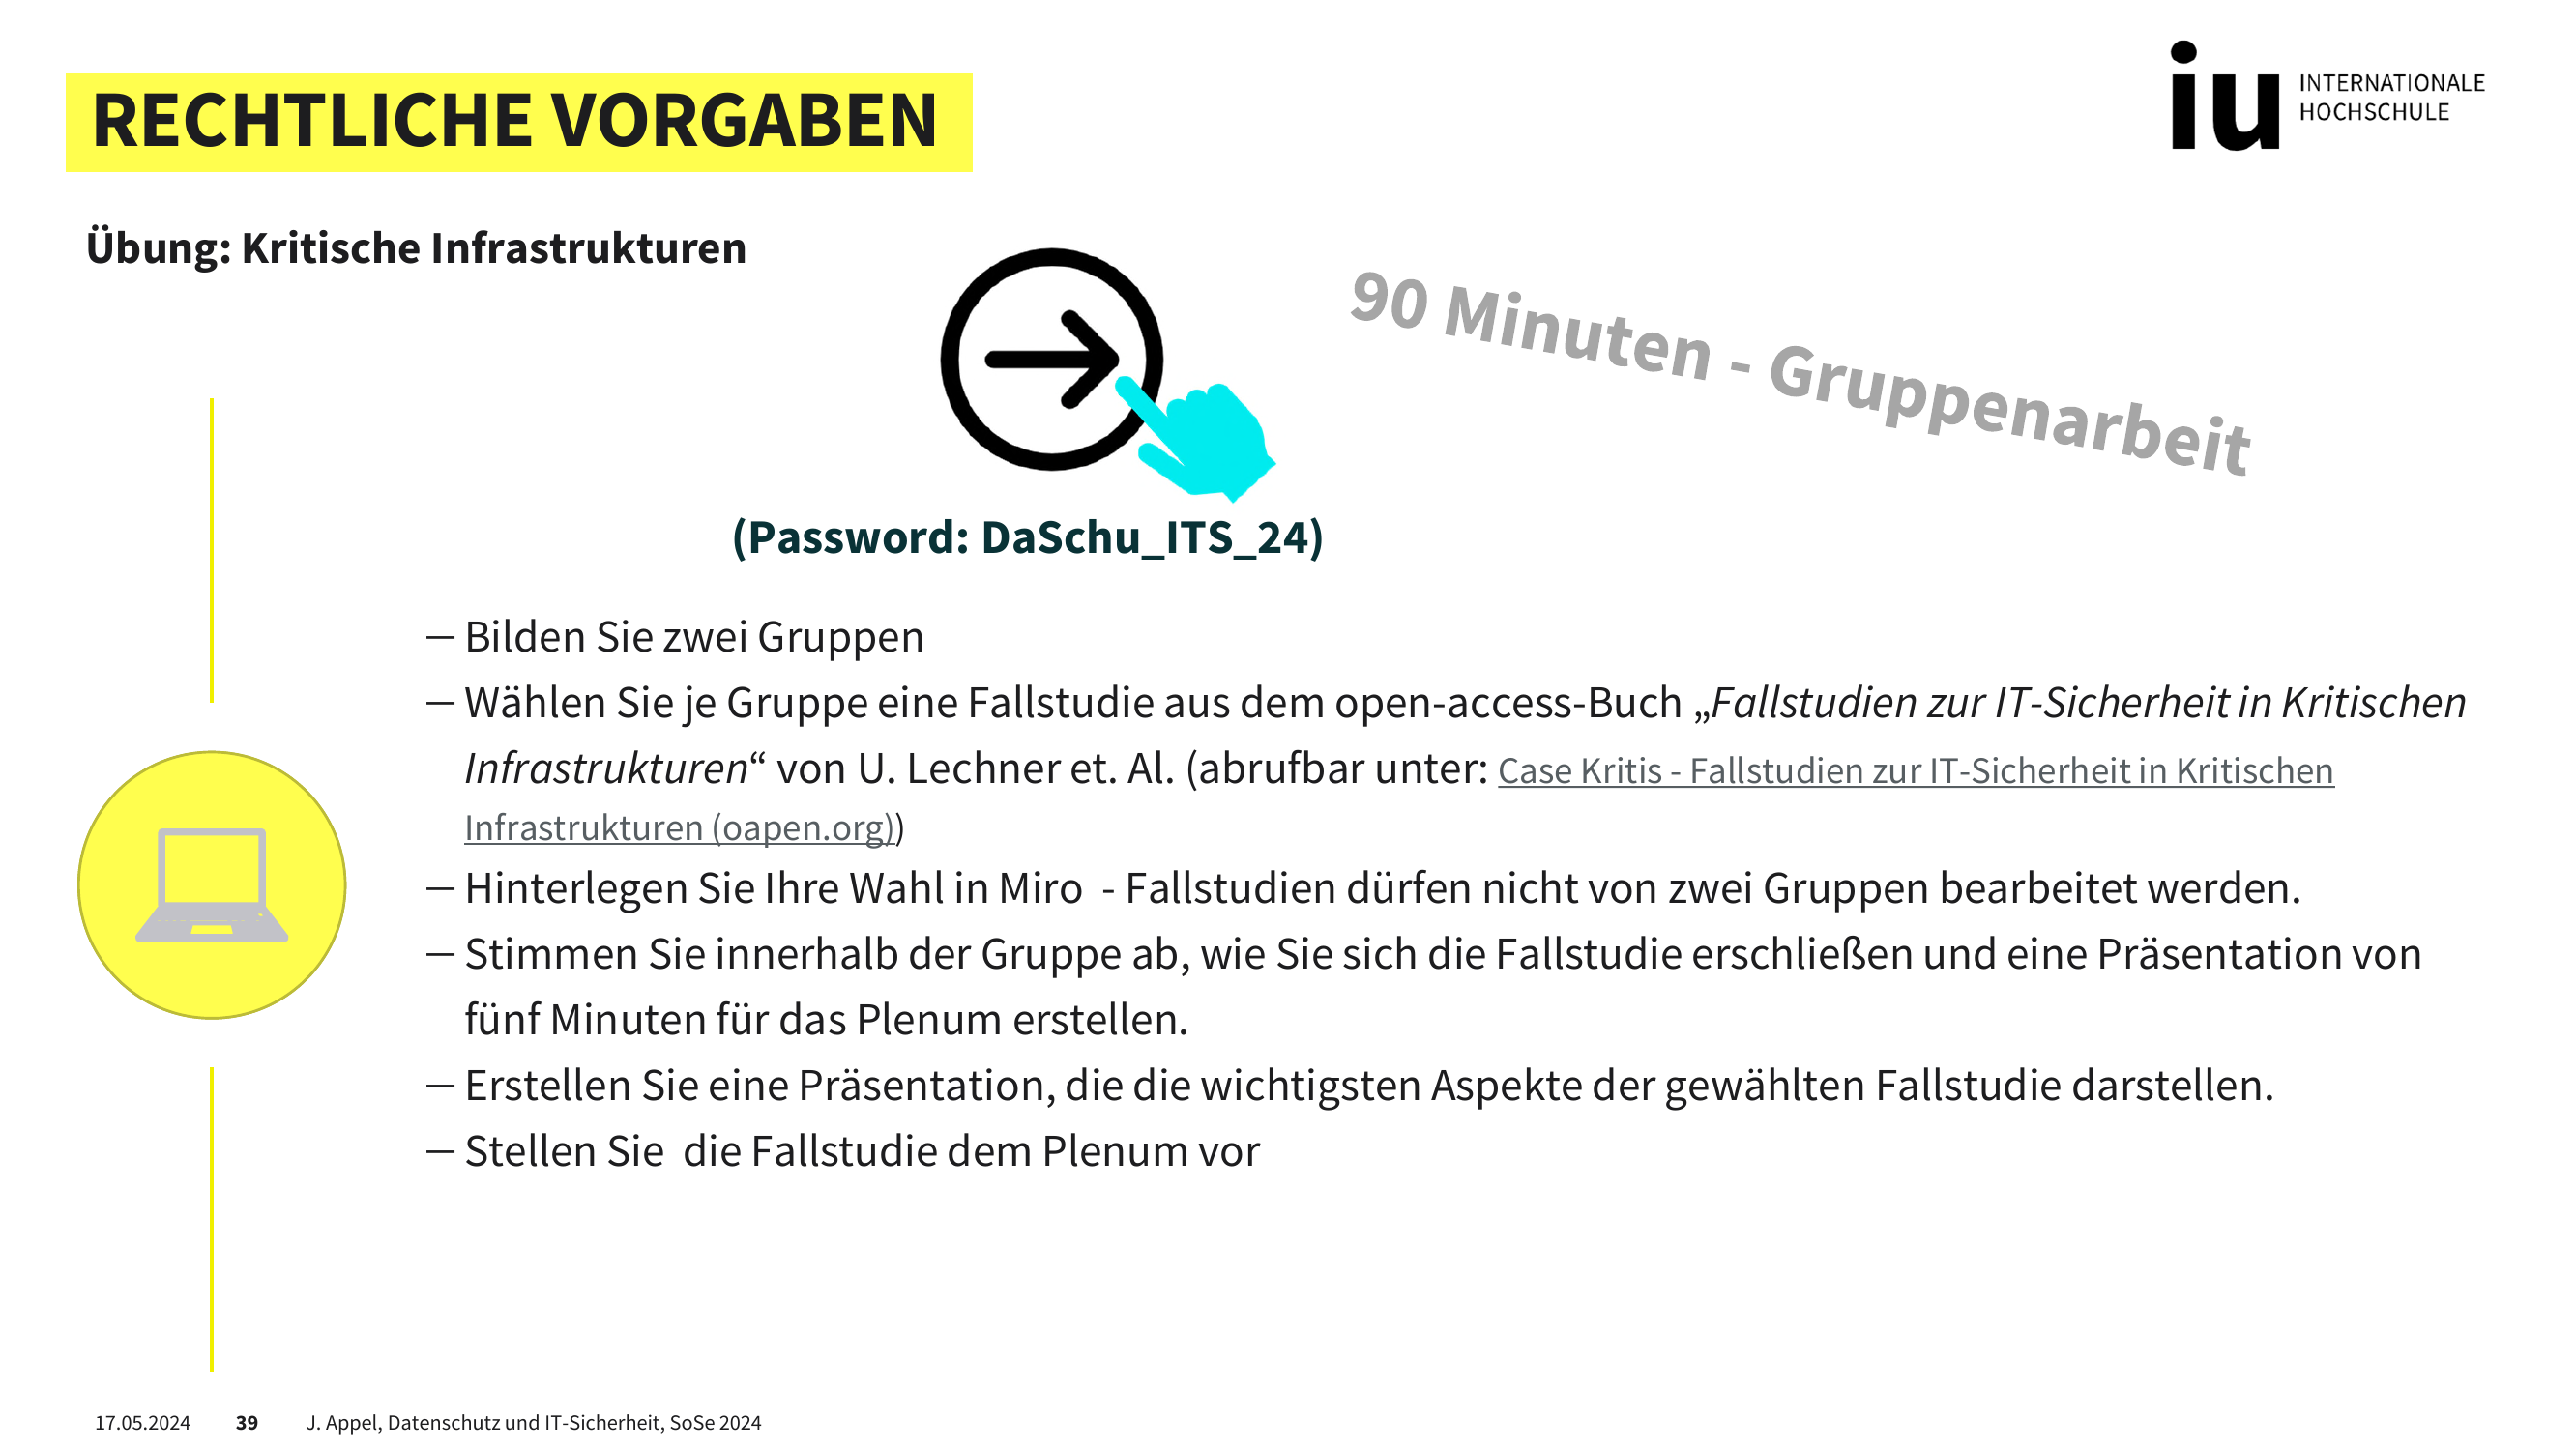 RECHTLICHE VORGABEN
iu INTERNATIONALE
HOCHSCHULE
Übung: Kritische Infrastrukturen
90 Minuten - Gruppenarbeit
(Password: DaSchu_ITS_24)
— Bilden Sie zwei Gruppen
— Wählen Sie je Gruppe eine Fallstudie aus dem open-access-Buch „Fallstudien zur IT-Sicherheit in Kritischen
Infrastrukturen“ von U. Lechner et. Al. (abrufbar unter: Case Kritis - Fallstudien zur IT-Sicherheit in Kritischen
Infrastrukturen (oapen.org))
— Hinterlegen Sie Ihre Wahl in Miro  - Fallstudien dürfen nicht von zwei Gruppen bearbeitet werden.
— Stimmen Sie innerhalb der Gruppe ab, wie Sie sich die Fallstudie erschließen und eine Präsentation von
fünf Minuten für das Plenum erstellen.
— Erstellen Sie eine Präsentation, die die wichtigsten Aspekte der gewählten Fallstudie darstellen.
— Stellen Sie  die Fallstudie dem Plenum vor
17.05.2024 39 J. Appel, Datenschutz und IT-Sicherheit, SoSe 2024